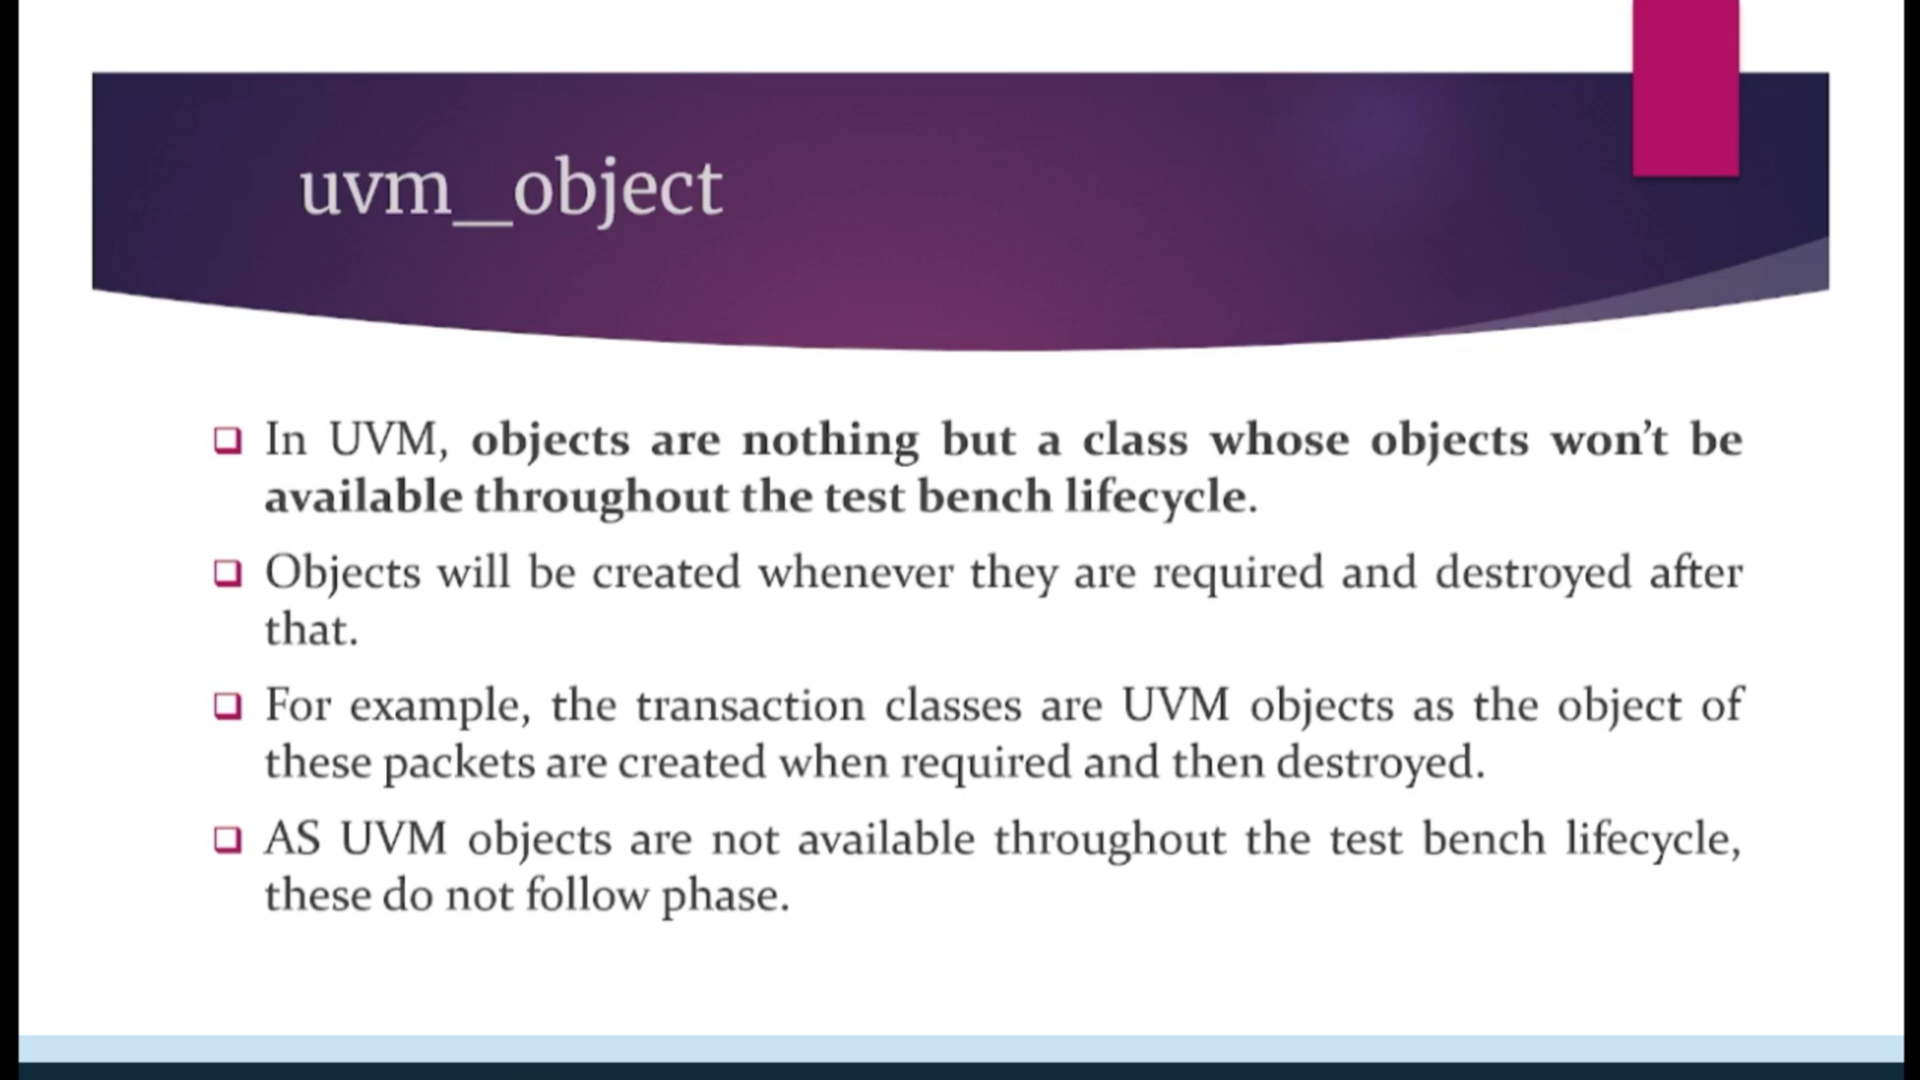 uvm_object
In UVM, objects are nothing but a class whose objects won’t be
available throughout the test bench lifecycle.
Objects will be created whenever they are required and destroyed after
that.
For example, the transaction classes are UVM objects as the object of
these packets are created when required and then destroyed.
AS UVM objects are not available throughout the test bench lifecycle,
these do not follow phase.